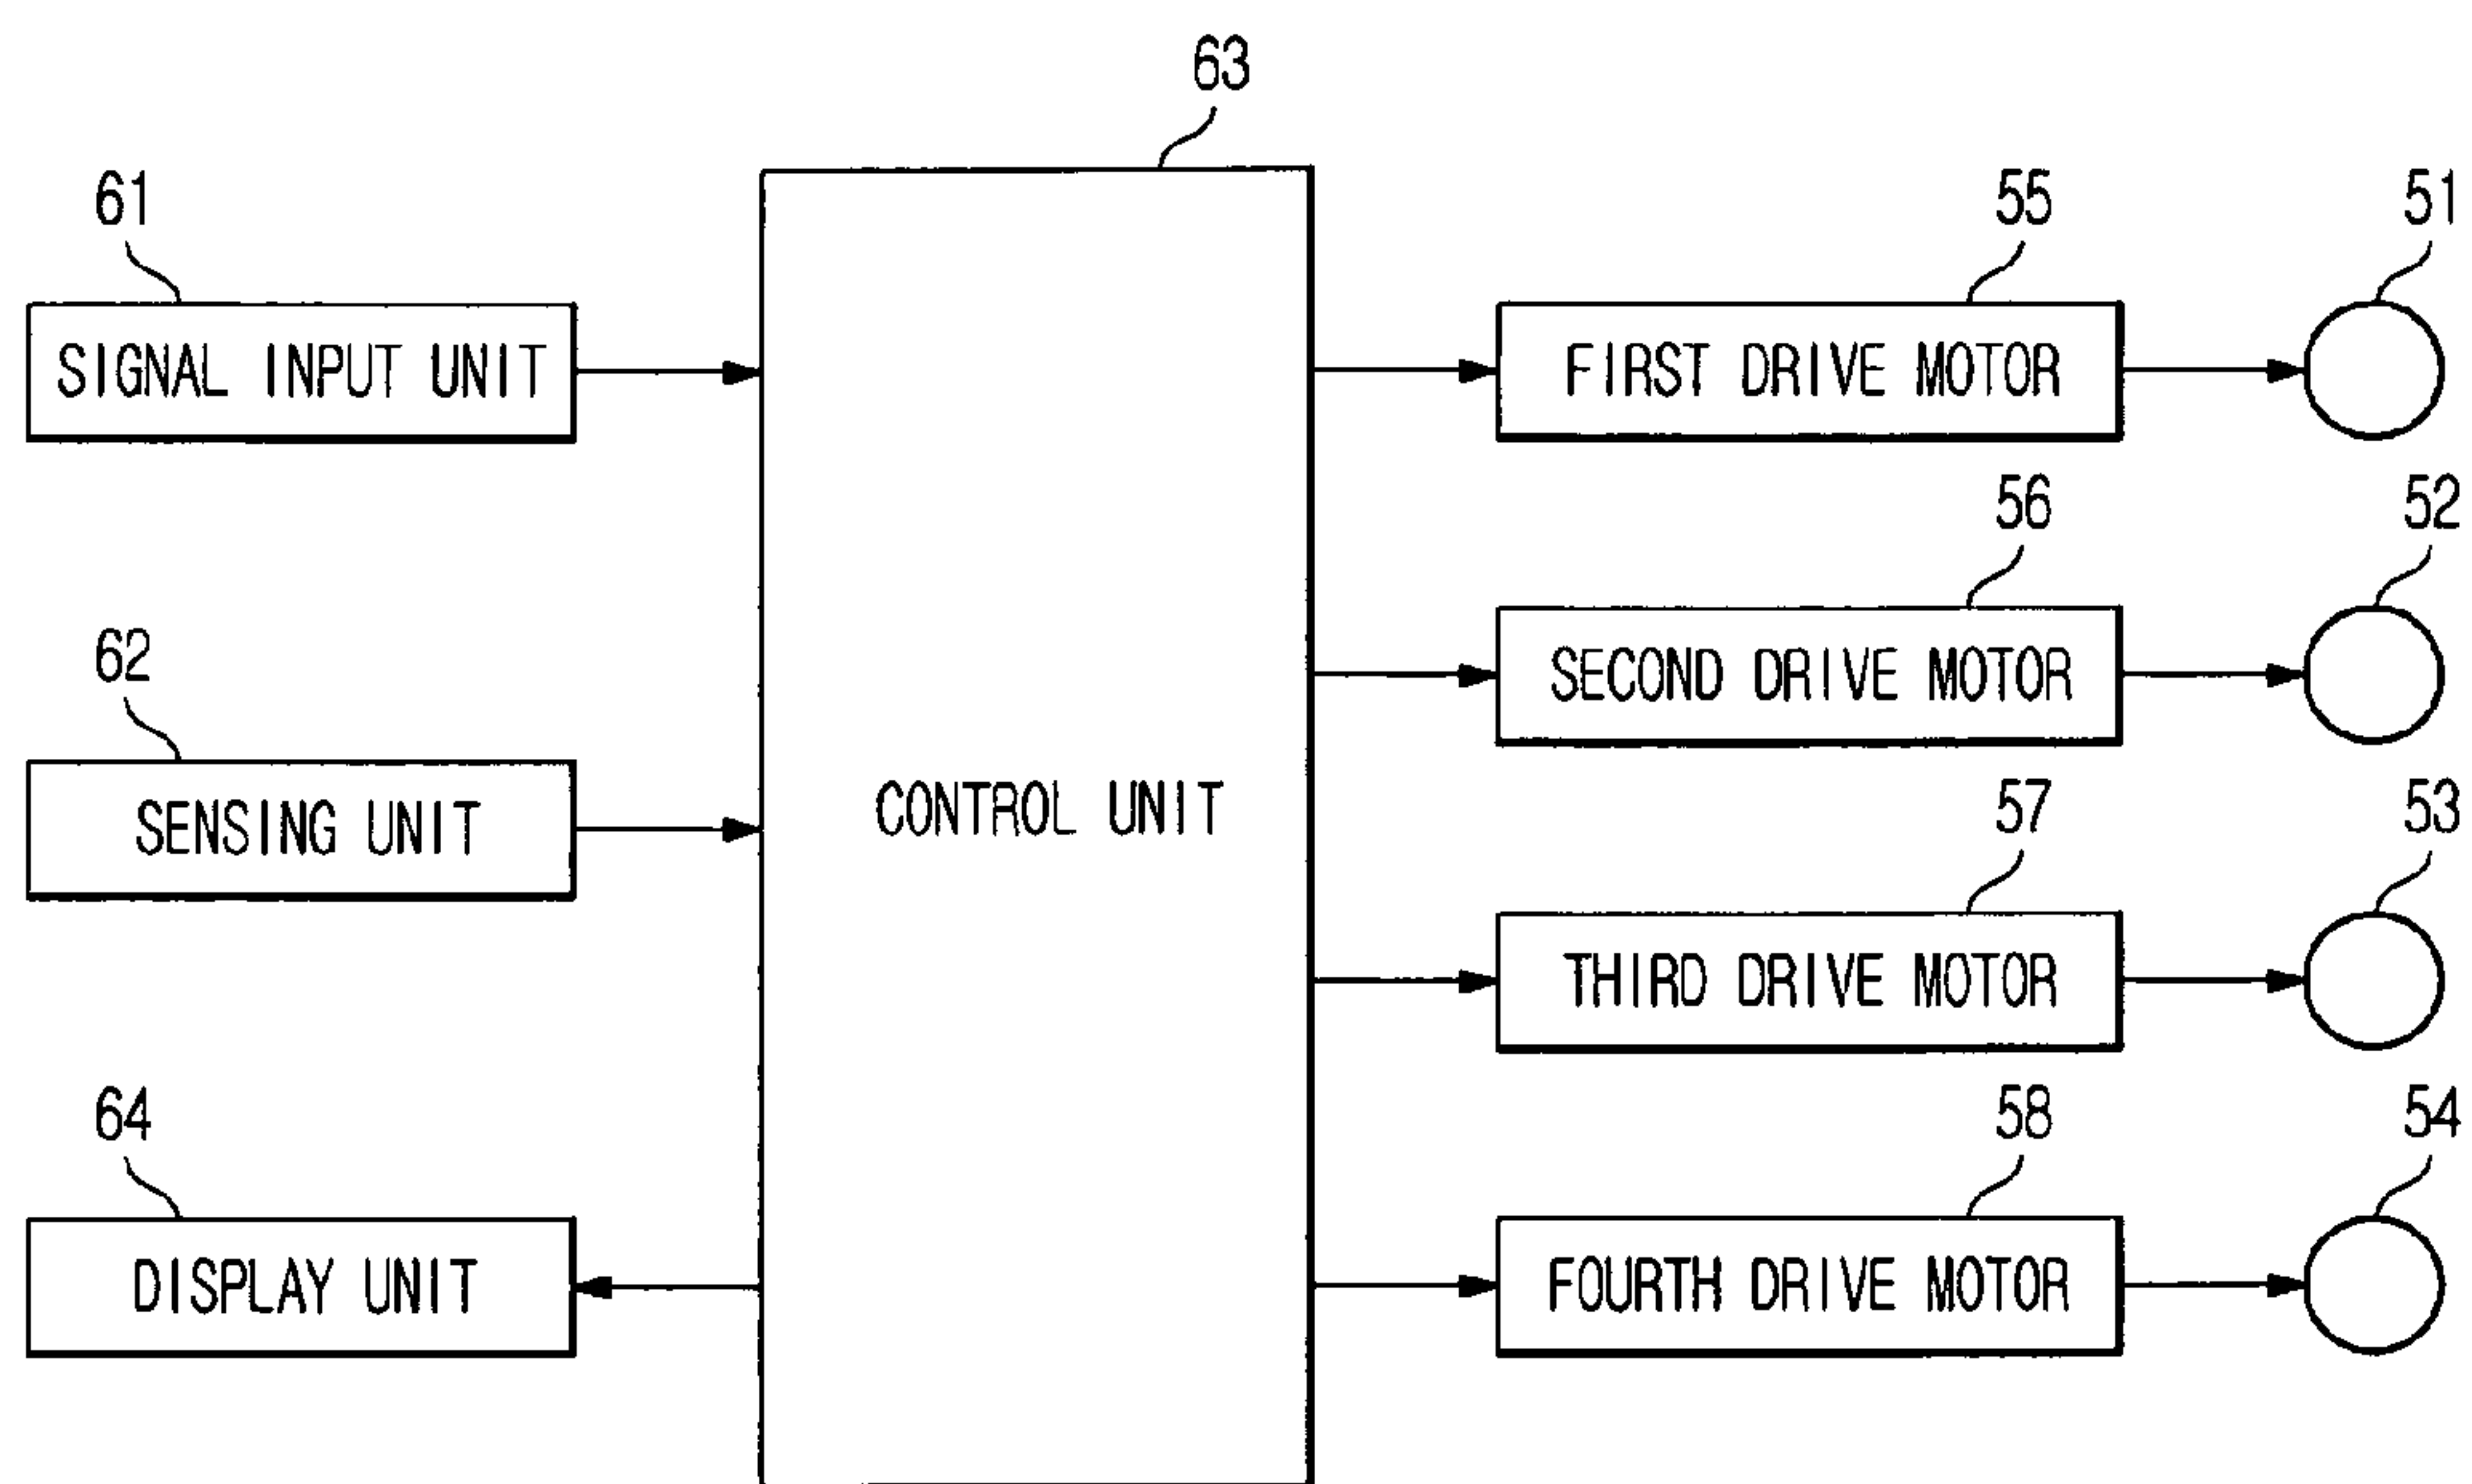 63
61
SIGNAL INPUT UNIT
62
SENSING UNIT
64
DISPLAY UNIT
CONTROL UNIT
55
FIRST DRIVE MOTOR
51
56
SECOND DRIVE MOTOR
52
57
THIRD DRIVE MOTOR
53
58
FOURTH DRIVE MOTOR
54